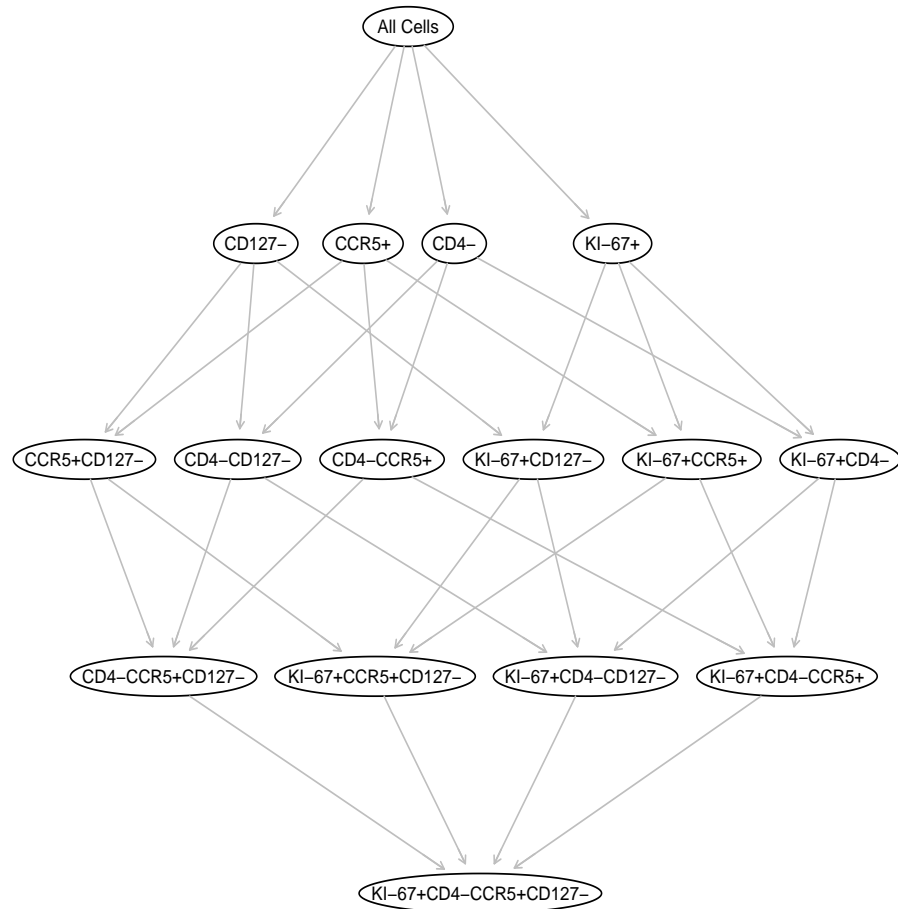 All Cells
CD127−
CCR5+
CD4−
KI−67+
CCR5+CD127−
CD4−CD127−
CD4−CCR5+
KI−67+CD127−
KI−67+CCR5+
KI−67+CD4−
CD4−CCR5+CD127−
KI−67+CCR5+CD127−
KI−67+CD4−CD127−
KI−67+CD4−CCR5+
KI−67+CD4−CCR5+CD127−